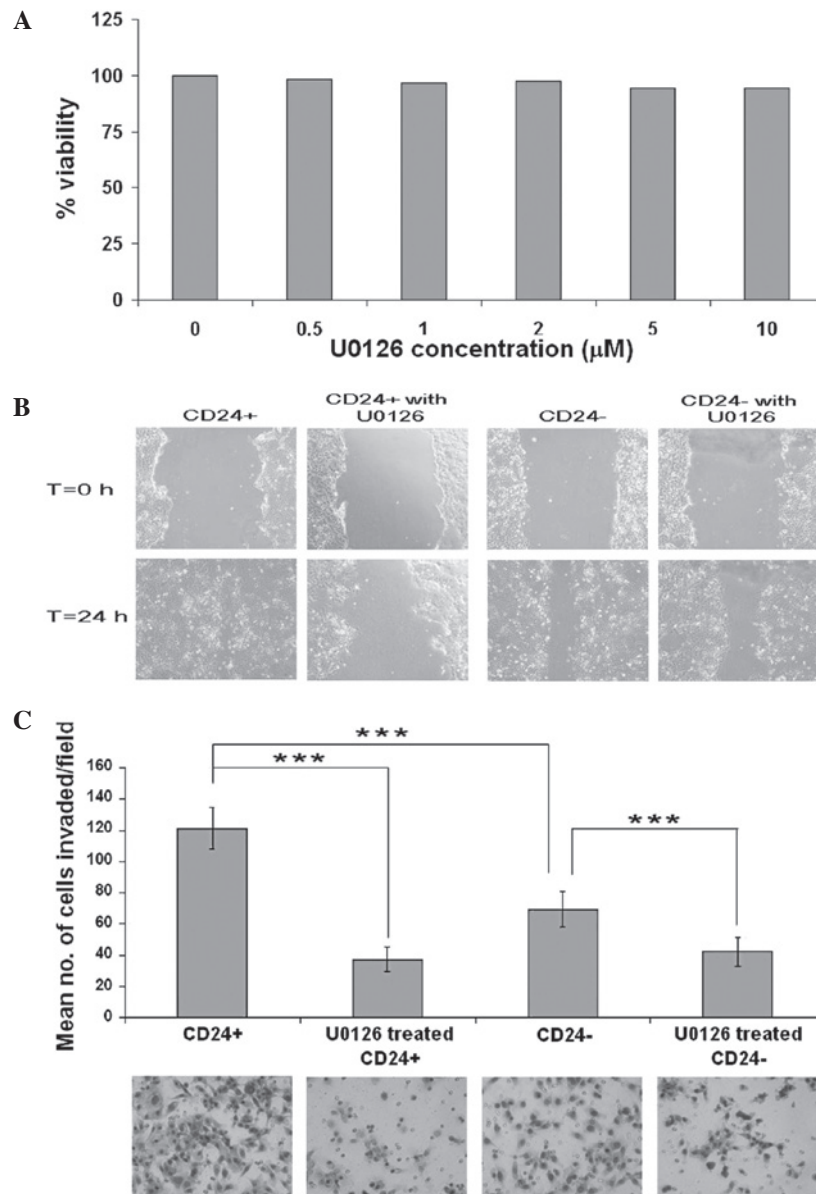 A
% viability
125
100
75
50
25
0
0 0.5 1 2 5 10
U0126 concentration (μM)
B
CD24+
CD24+ with
U0126
CD24-
CD24- with
U0126
T=0 h
T=24 h
C
Mean no. of cells invaded/field
160
140
120
100
80
60
40
20
0
***
***
***
CD24+
U0126 treated
CD24+
CD24-
U0126 treated
CD24-